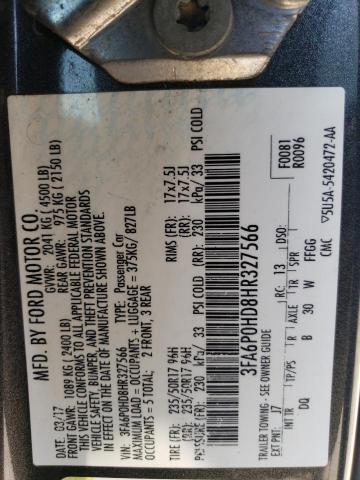 MFD. BY FORD MOTOR CO.
DATE: 03/17 GVWR: 2041 KG (4500 LB)
FRONT GAWR: 1089 KG (2400 LB) REAR GAWR: 975 KG (2150 LB)
THIS VEHICLE CONFORMS TO ALL APPLICABLE FEDERAL MOTOR
VEHICLE SAFETY, BUMPER, AND THEFT PREVENTION STANDARDS
IN EFFECT ON THE DATE OF MANUFACTURE SHOWN ABOVE.
VIN: 3FA6P0HD8HR327566 TYPE: Passenger Car
MAXIMUM LOAD= OCCUPANTS + LUGGAGE = 375KG/ 827LB
OCCUPANTS = 5 TOTAL 2 FRONT, 3 REAR
TIRE: 235/50R17 96H RIMS (FRT): 17x7.5J
235/50R17 96H (RR): 17x7.5J
PRESSURE (FRT): 230 kPa/ 33 PSI COLD (RR): 230 kPa/ 33 PSI COLD
3FA6P0HD8HR327566
F0081
R0096
TRAILER TOWING - SEE OWNER GUIDE
EXT PNT: J7 RC: 13 DSO:
INT TR TP/PS R AXLE TR SPR
DQ B 30 W FFGG
CMC 5U5A-5420472-AA